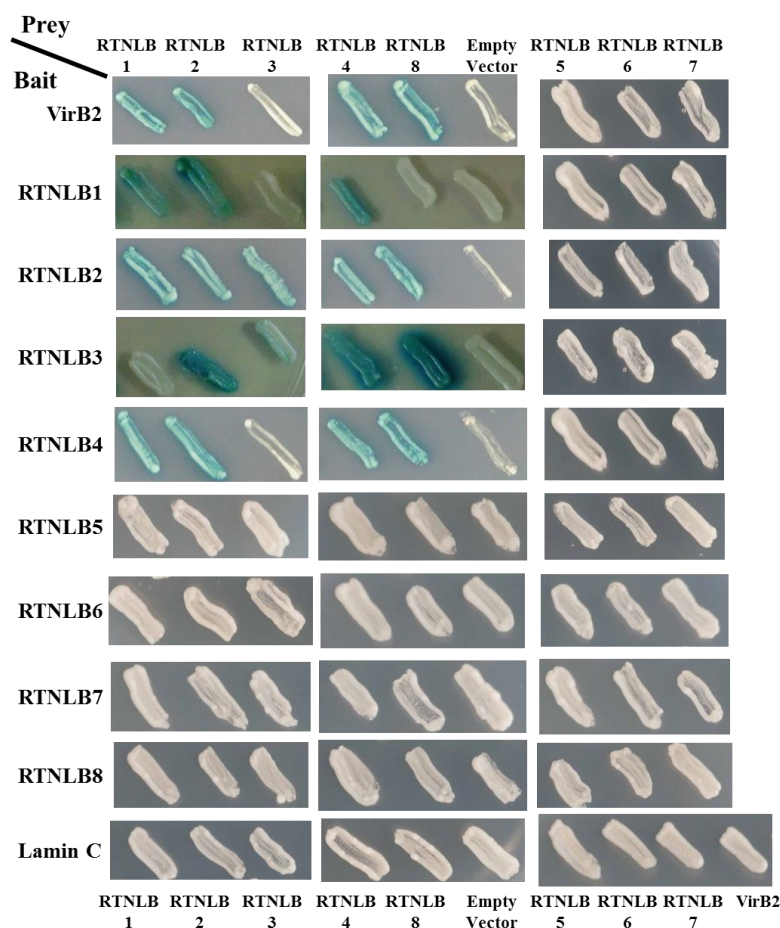 Prey
RTNLB RTNLB RTNLB RTNLB RTNLB Empty RTNLB RTNLB RTNLB
1 2 3 4 8 Vector 5 6 7
Bait
VirB2
RTNLB1
RTNLB2
RTNLB3
RTNLB4
RTNLB5
RTNLB6
RTNLB7
RTNLB8
Lamin C
RTNLB RTNLB RTNLB RTNLB RTNLB Empty RTNLB RTNLB RTNLB VirB2
1 2 3 4 8 Vector 5 6 7